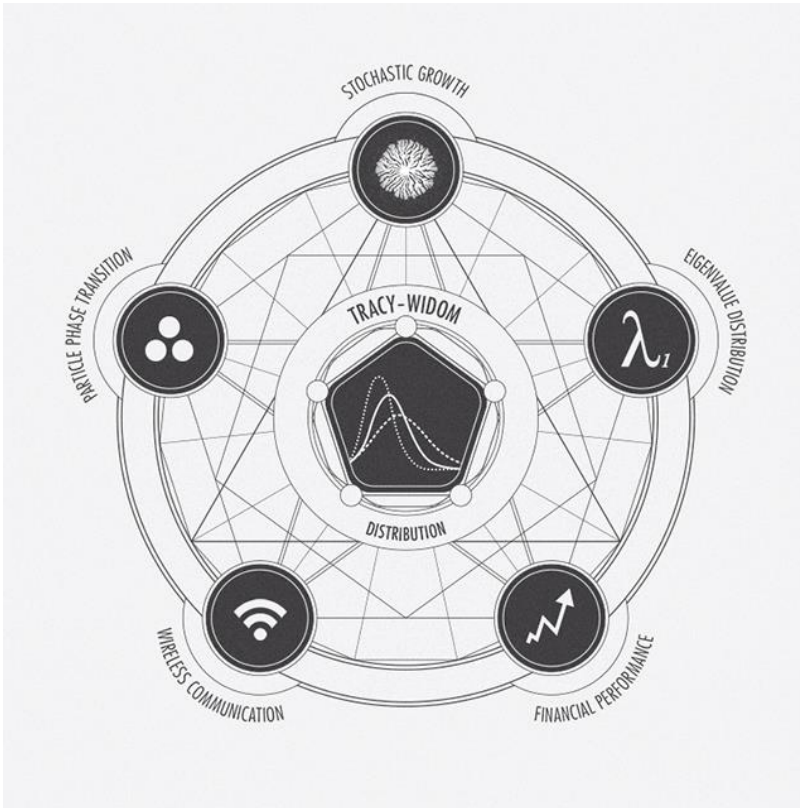 STOCHASTIC GROWTH
PARTICLE PHASE TRANSITION
EIGENVALUE DISTRIBUTION
λ1
TRACY-WIDOM
DISTRIBUTION
WIRELESS COMMUNICATION
FINANCIAL PERFORMANCE